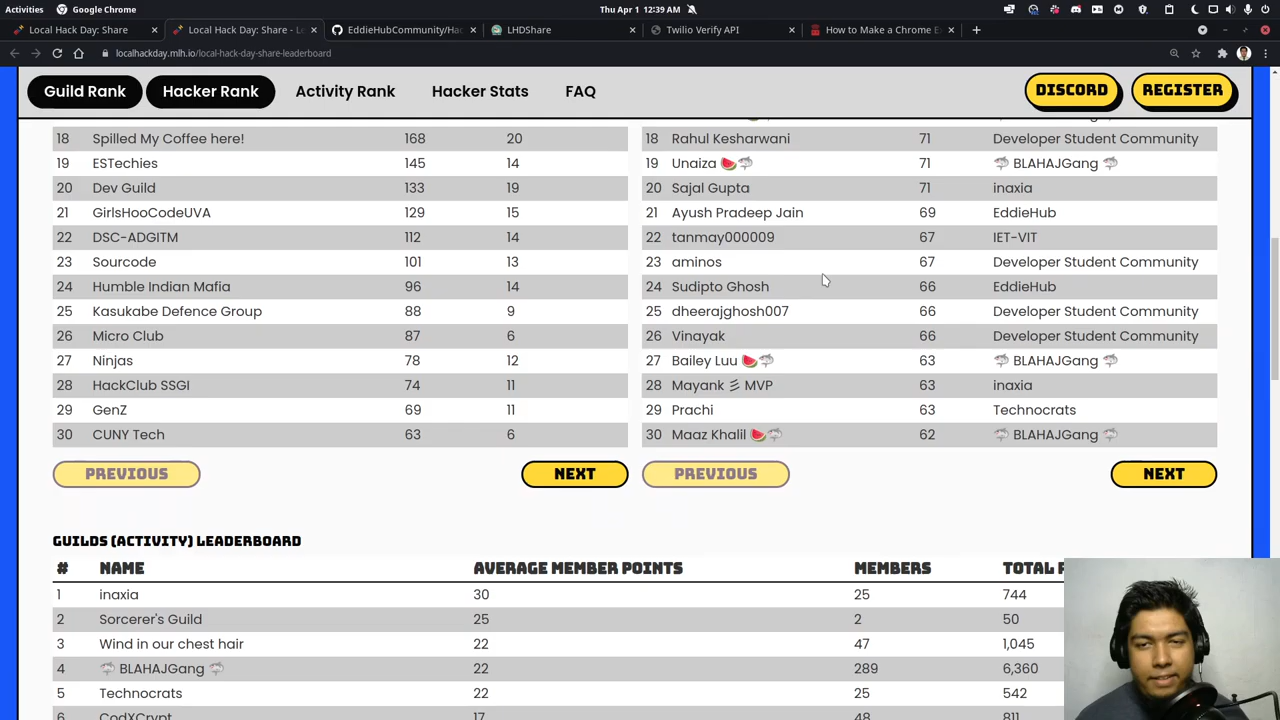 Activities Google Chrome Thu Apr 1 12:39 AM
Local Hack Day: Share × Local Hack Day: Share - Le × EddieHubCommunity/Hac × LHDShare × Twilio Verify API × How to Make a Chrome E × +
localhackday.mlh.io/local-hack-day-share-leaderboard
Guild Rank Hacker Rank Activity Rank Hacker Stats FAQ DISCORD REGISTER
18 Spilled My Coffee here! 168 20 18 Rahul Kesharwani 71 Developer Student Community
19 ESTechies 145 14 19 Unaiza 🍉🦈 71 🦈 BLAHAJGang 🦈
20 Dev Guild 133 19 20 Sajal Gupta 71 inaxia
21 GirlsHooCodeUVA 129 15 21 Ayush Pradeep Jain 69 EddieHub
22 DSC-ADGITM 112 14 22 tanmay000009 67 IET-VIT
23 Sourcode 101 13 23 aminos 67 Developer Student Community
24 Humble Indian Mafia 96 14 24 Sudipto Ghosh 66 EddieHub
25 Kasukabe Defence Group 88 9 25 dheerajghosh007 66 Developer Student Community
26 Micro Club 87 6 26 Vinayak 66 Developer Student Community
27 Ninjas 78 12 27 Bailey Luu 🍉🦈 63 🦈 BLAHAJGang 🦈
28 HackClub SSGI 74 11 28 Mayank 彡 MVP 63 inaxia
29 GenZ 69 11 29 Prachi 63 Technocrats
30 CUNY Tech 63 6 30 Maaz Khalil 🍉🦈 62 🦈 BLAHAJGang 🦈
PREVIOUS NEXT PREVIOUS NEXT
GUILDS (ACTIVITY) LEADERBOARD
# NAME AVERAGE MEMBER POINTS MEMBERS TOTAL P
1 inaxia 30 25 744
2 Sorcerer's Guild 25 2 50
3 Wind in our chest hair 22 47 1,045
4 🦈 BLAHAJGang 🦈 22 289 6,360
5 Technocrats 22 25 542
6 CodXCrypt 17 48 811